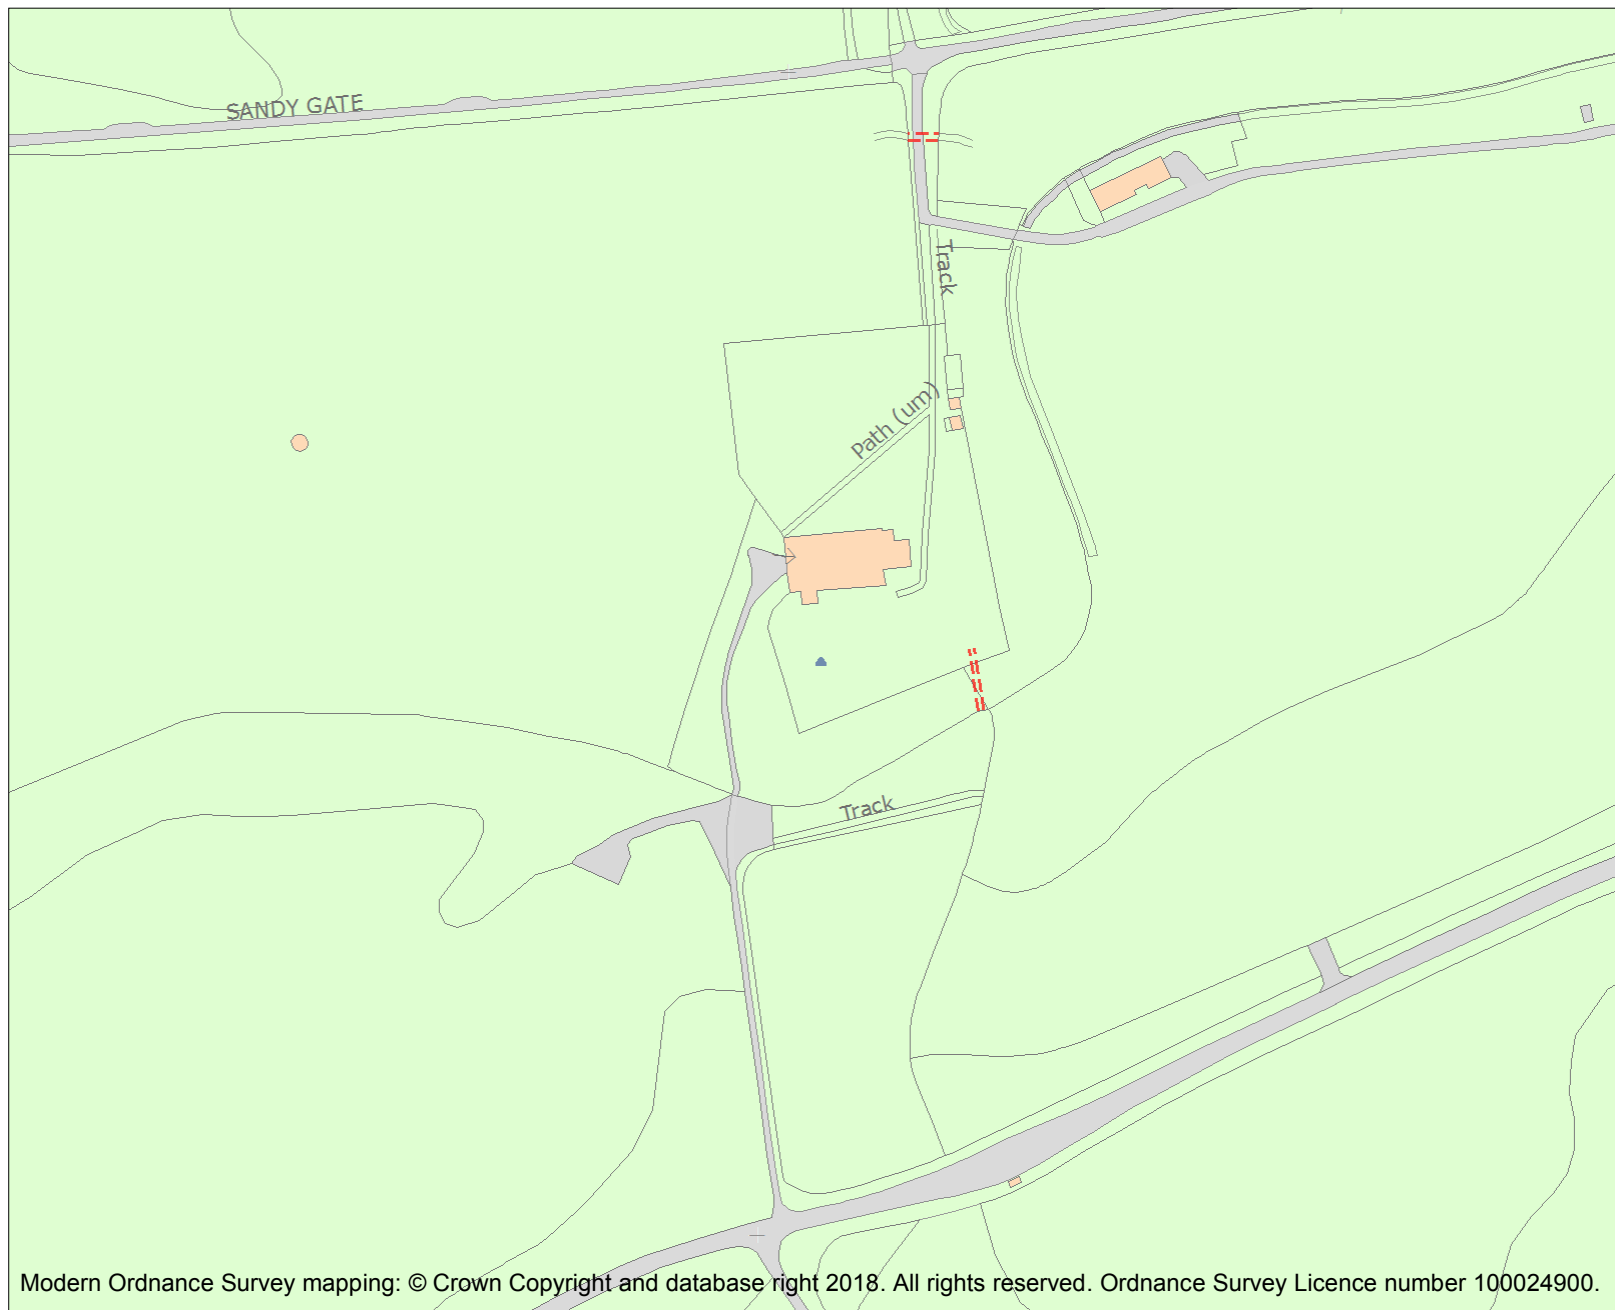 SANDY GATE
Track
Path (um)
Track
Modern Ordnance Survey mapping: © Crown Copyright and database right 2018. All rights reserved. Ordnance Survey Licence number 100024900.